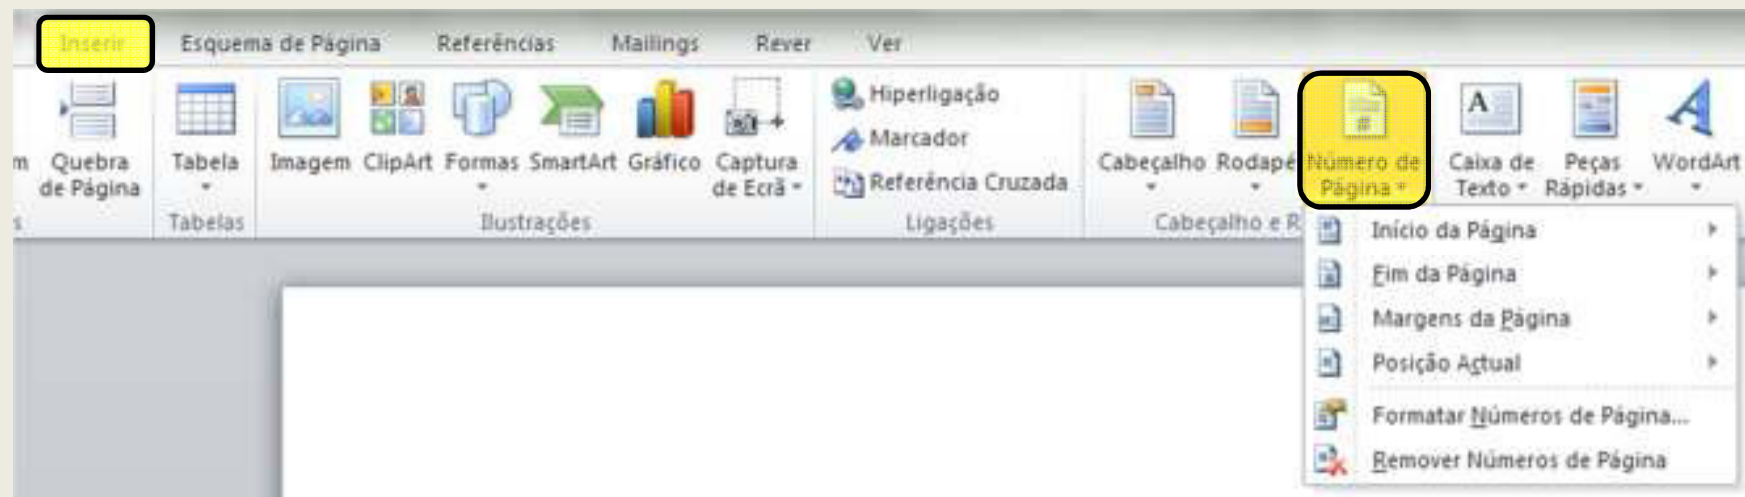 Inserir Esquema de Página Referências Mailings Rever Ver
Hiperligação
Marcador
Referência Cruzada
Quebra de Página
Tabela
Imagem ClipArt Formas SmartArt Gráfico Captura de Ecrã
Cabeçalho Rodapé Número de Página
Caixa de Texto
Peças Rápidas
WordArt
Tabelas Ilustrações Ligações Cabeçalho e R
Início da Página
Fim da Página
Margens da Página
Posição Actual
Formatar Números de Página...
Remover Números de Página